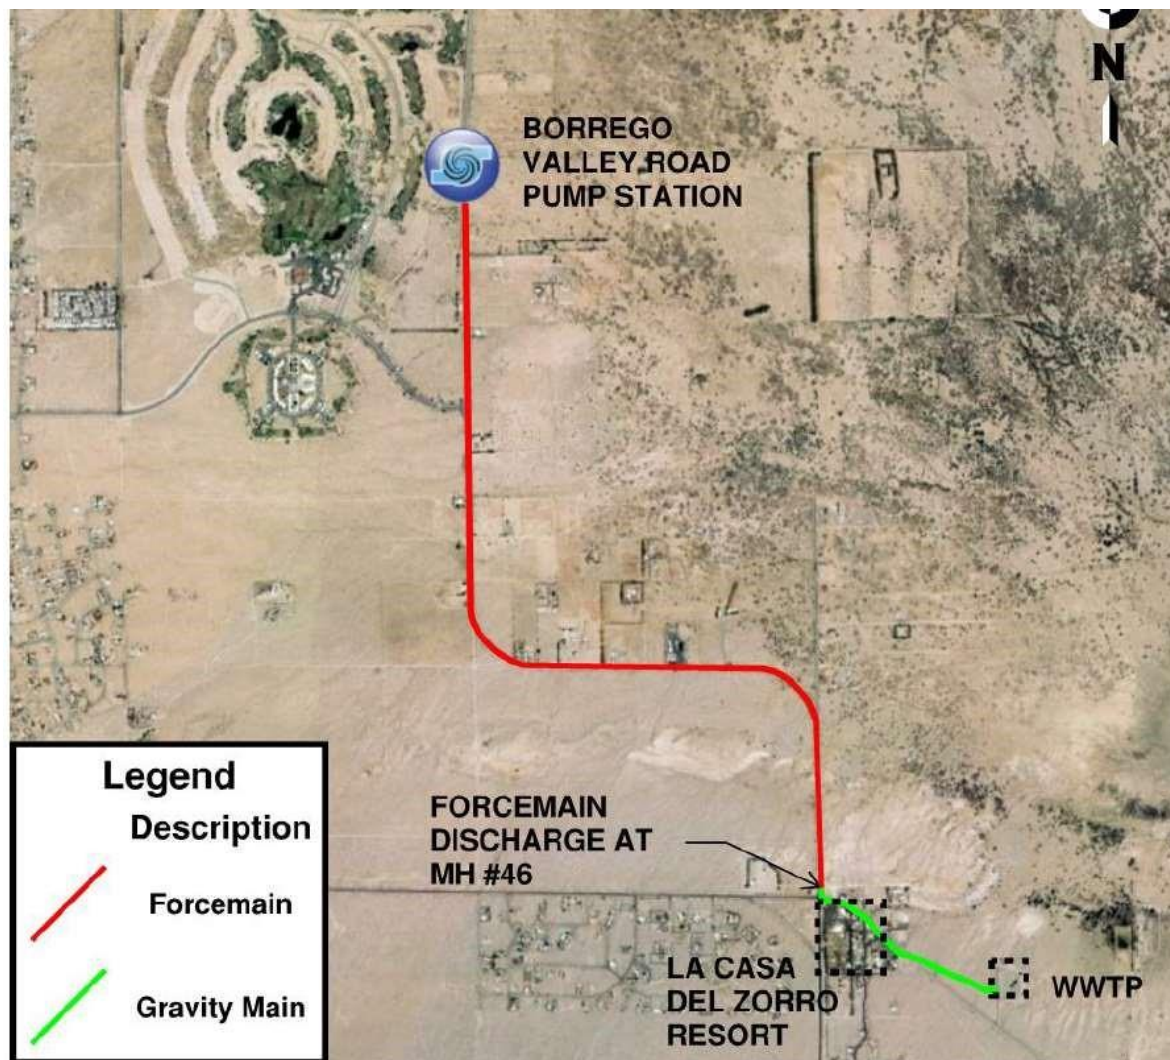 N
BORREGO
VALLEY ROAD
PUMP STATION
FORCEMAIN
DISCHARGE AT
MH #46
LA CASA
DEL ZORRO
RESORT
WWTP
Legend
Description
Forcemain
Gravity Main